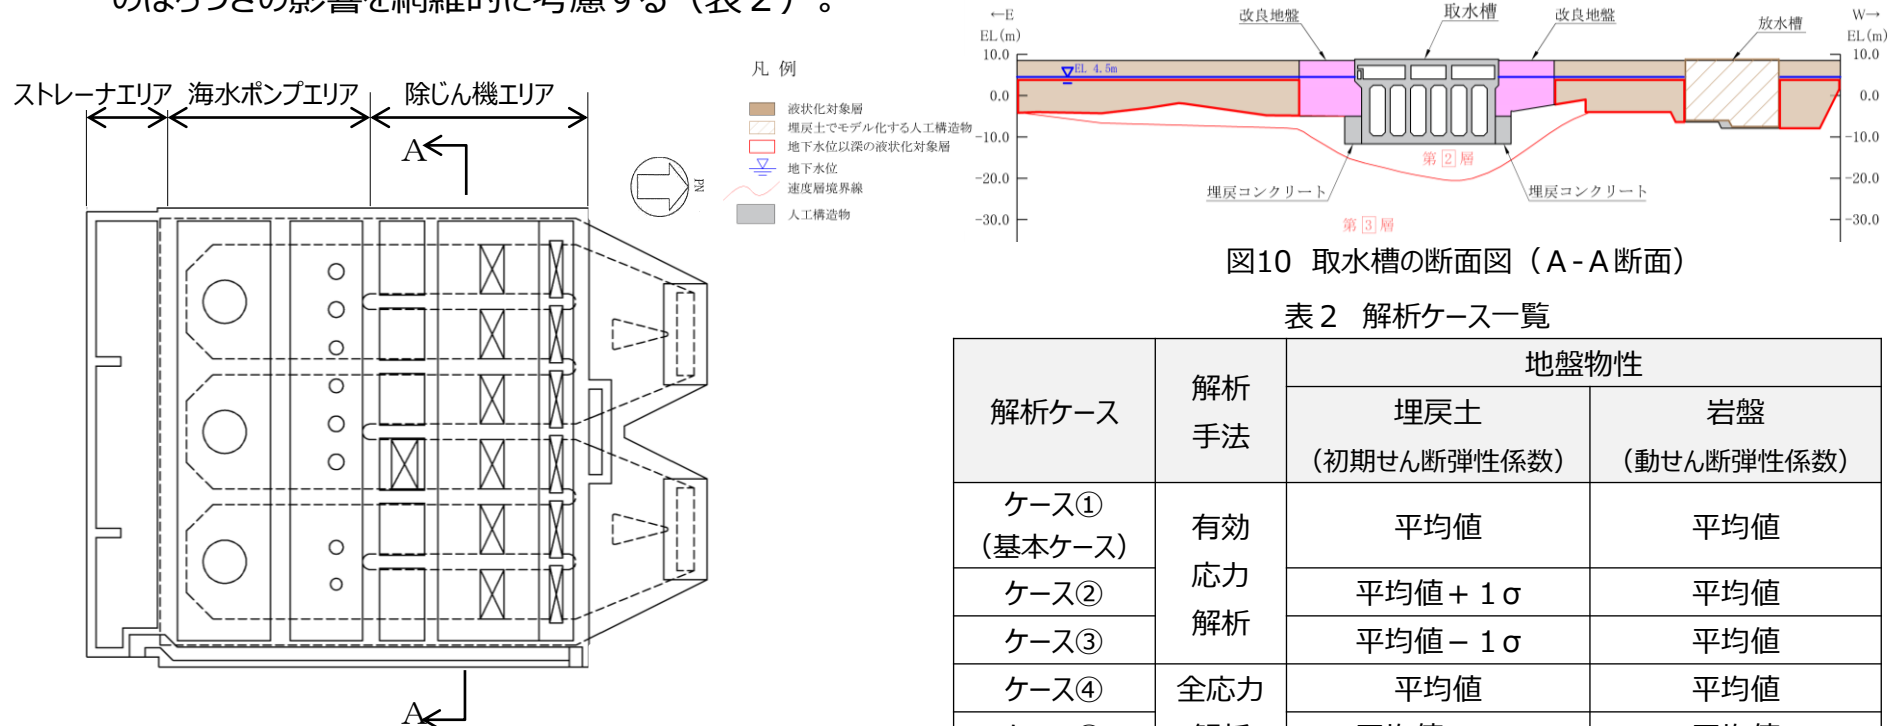 のばらつきの影響を網羅的に考慮する（表２）。
ストレーナエリア 海水ポンプエリア 除じん機エリア
A
A
凡 例
液状化対象層
埋戻土でモデル化する人工構造物
地下水位以深の液状化対象層
地下水位
速度層境界線
人工構造物
PN
←E
EL(m)
W→
EL(m)
改良地盤
取水槽
改良地盤
放水槽
EL 4.5m
10.0
0.0
-10.0
-20.0
-30.0
10.0
0.0
-10.0
-20.0
-30.0
第2層
埋戻コンクリート
埋戻コンクリート
第3層
図10 取水槽の断面図（A-A断面）
表２ 解析ケース一覧
解析ケース
解析
手法
地盤物性
埋戻土
（初期せん断弾性係数）
岩盤
（動せん断弾性係数）
ケース①
（基本ケース）
有効
応力
解析
平均値
平均値
ケース②
平均値＋１σ
平均値
ケース③
平均値－１σ
平均値
ケース④
全応力
平均値
平均値